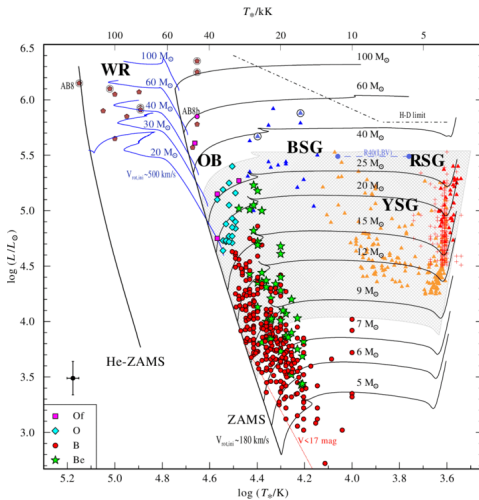 T*/kK
100 50 20 10 5
6.5
6.0
5.5
5.0
4.5
4.0
3.5
3.0
log (L/L⊙)
100 M⊙
WR
60 M⊙
AB8
40 M⊙
30 M⊙
20 M⊙
Vrot,ini~500 km/s
AB8b
OB
100 M⊙
60 M⊙
H-D limit
40 M⊙
BSG
R40(LBV)
RSG
25 M⊙
20 M⊙
YSG
15 M⊙
12 M⊙
9 M⊙
7 M⊙
6 M⊙
5 M⊙
He-ZAMS
ZAMS
Vrot,ini~180 km/s
V<17 mag
Of
O
B
Be
5.2 5.0 4.8 4.6 4.4 4.2 4.0 3.8 3.6
log (T*/K)